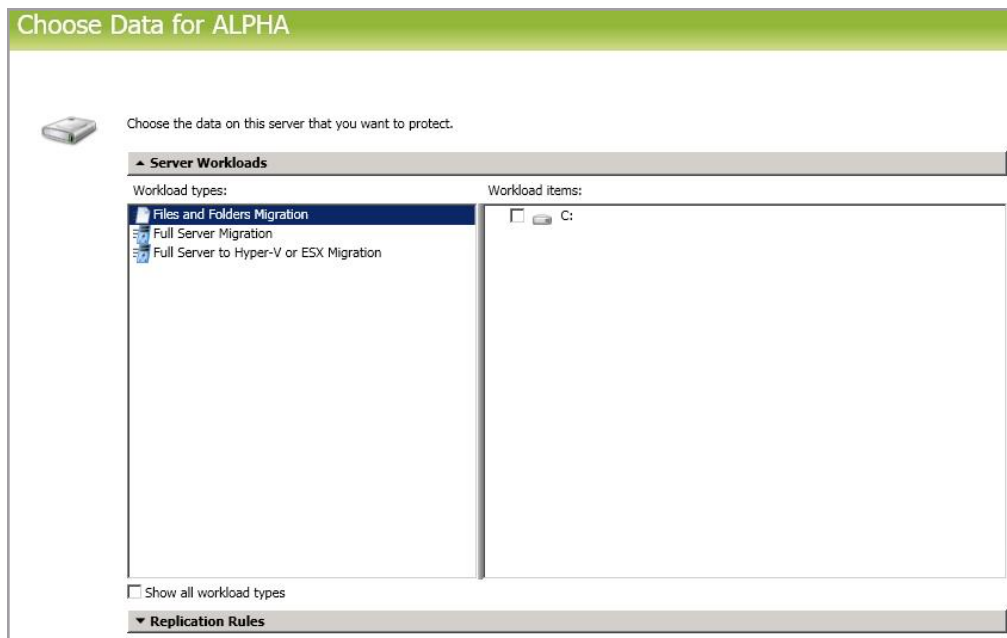 Choose Data for ALPHA
Choose the data on this server that you want to protect.
Server Workloads
Workload types:
Workload items:
Files and Folders Migration
Full Server Migration
Full Server to Hyper-V or ESX Migration
C:
Show all workload types
Replication Rules